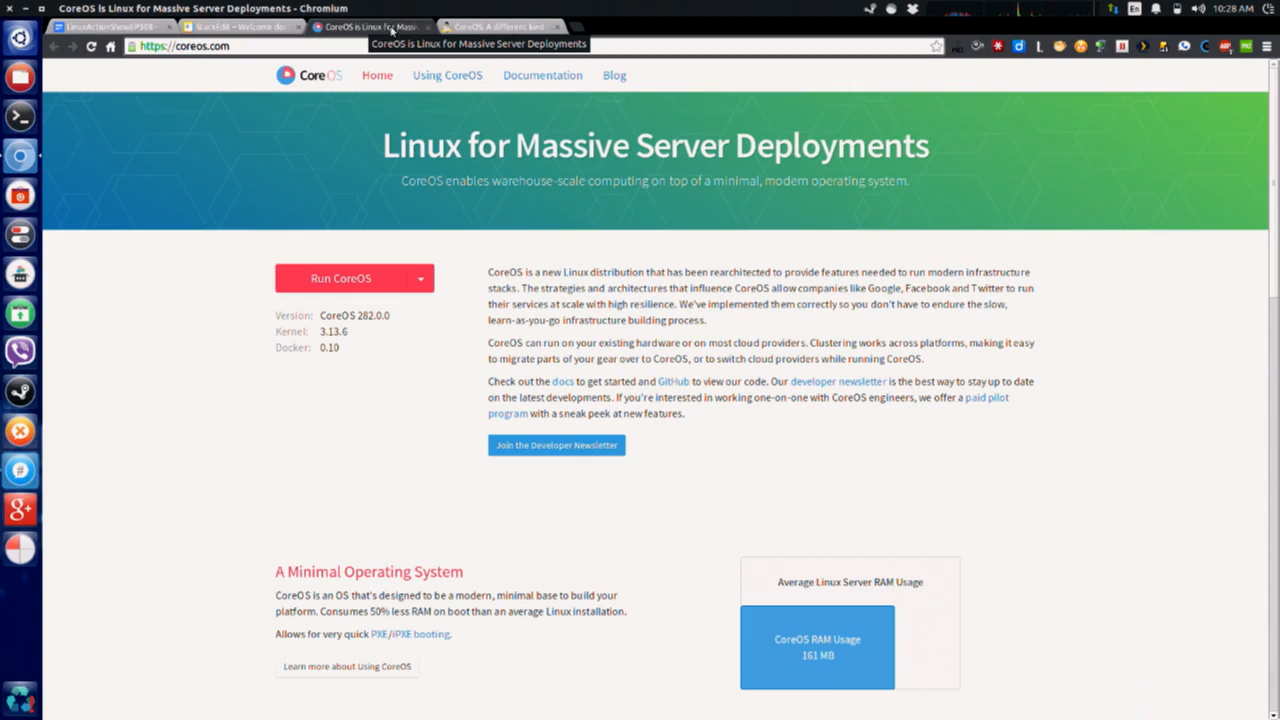 CoreOS is Linux for Massive Server Deployments - Chromium
En
10:28 AM
LinuxActionShowEP308 -
StackEdit – Welcome do
CoreOS is Linux for Massiv
CoreOS: A different kind
https://coreos.com
CoreOS is Linux for Massive Server Deployments
CoreOS
Home
Using CoreOS
Documentation
Blog
Linux for Massive Server Deployments
CoreOS enables warehouse-scale computing on top of a minimal, modern operating system.
Run CoreOS
Version: CoreOS 282.0.0
Kernel: 3.13.6
Docker: 0.10
CoreOS is a new Linux distribution that has been rearchitected to provide features needed to run modern infrastructure
stacks. The strategies and architectures that influence CoreOS allow companies like Google, Facebook and Twitter to run
their services at scale with high resilience. We've implemented them correctly so you don't have to endure the slow,
learn-as-you-go infrastructure building process.
CoreOS can run on your existing hardware or on most cloud providers. Clustering works across platforms, making it easy
to migrate parts of your gear over to CoreOS, or to switch cloud providers while running CoreOS.
Check out the docs to get started and GitHub to view our code. Our developer newsletter is the best way to stay up to date
on the latest developments. If you're interested in working one-on-one with CoreOS engineers, we offer a paid pilot
program with a sneak peek at new features.
Join the Developer Newsletter
A Minimal Operating System
CoreOS is an OS that's designed to be a modern, minimal base to build your
platform. Consumes 50% less RAM on boot than an average Linux installation.
Allows for very quick PXE/iPXE booting.
Learn more about Using CoreOS
Average Linux Server RAM Usage
CoreOS RAM Usage
161 MB